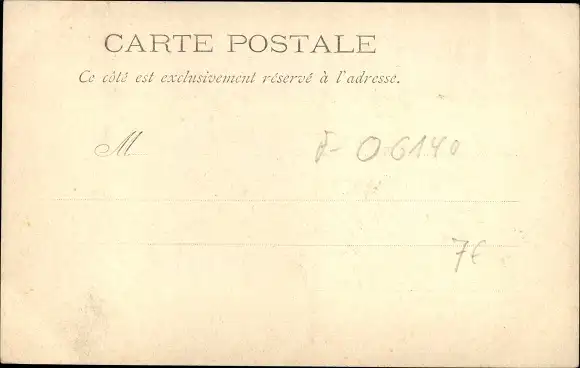 CARTE POSTALE
Ce côté est exclusivement réservé à l'adresse.
M
F-06140
7€